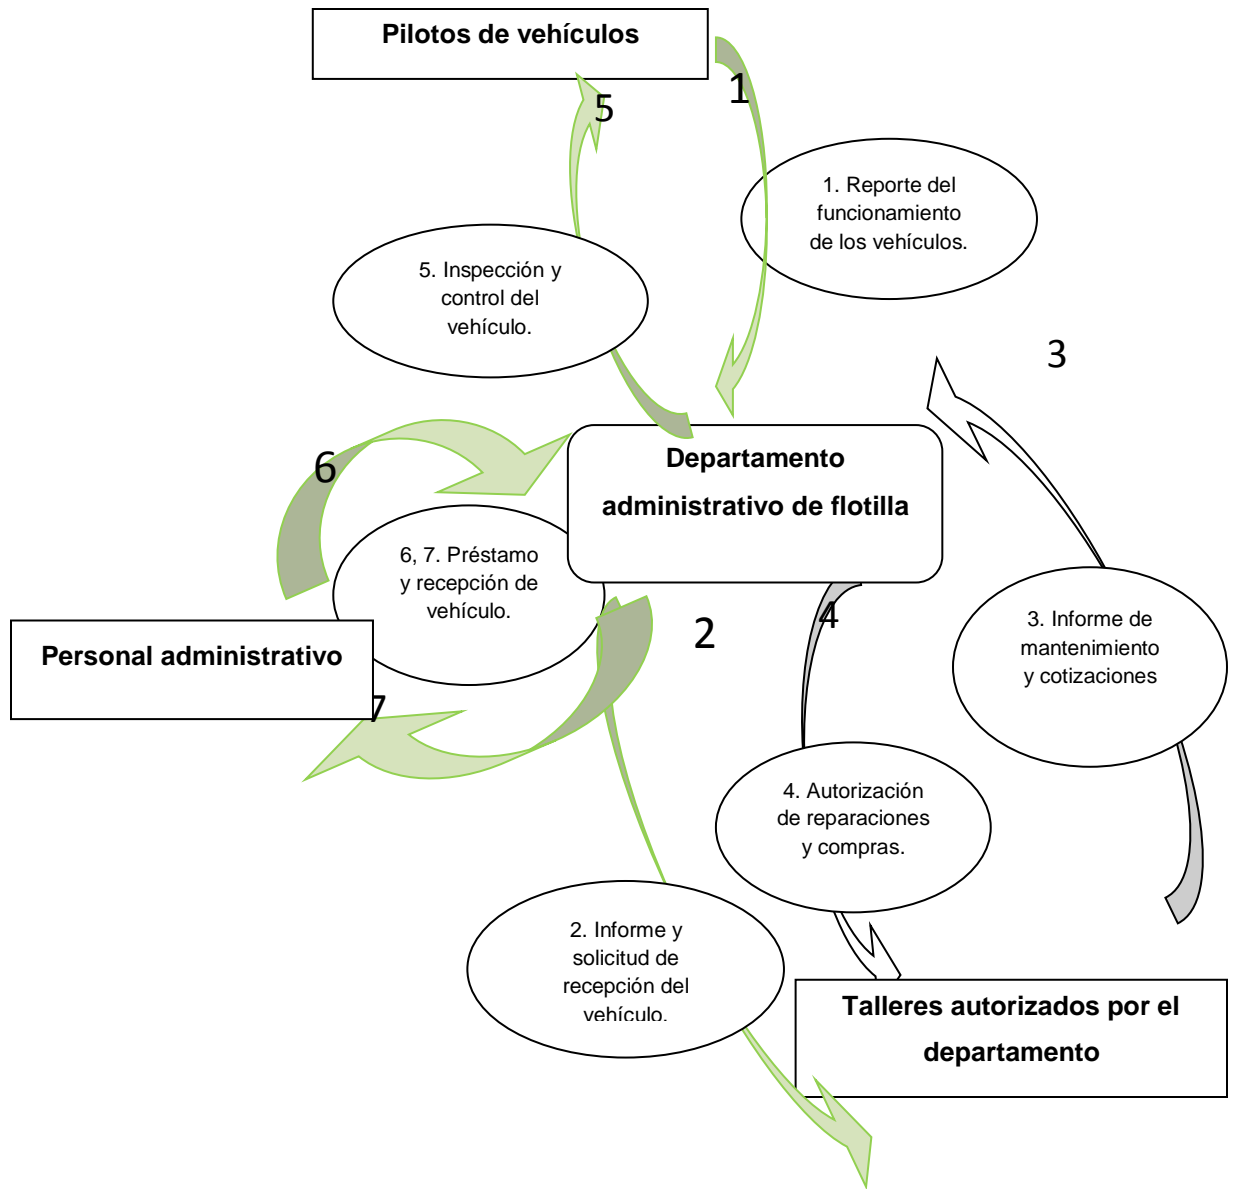 Pilotos de vehículos
1
5
1. Reporte del
funcionamiento
de los vehículos.
5. Inspección y
control del
vehículo.
3
6
Departamento
administrativo de flotilla
6, 7. Préstamo
y recepción de
vehículo.
2
4
3. Informe de
mantenimiento
y cotizaciones
Personal administrativo
7
4. Autorización
de reparaciones
y compras.
2. Informe y
solicitud de
recepción del
vehículo.
Talleres autorizados por el
departamento